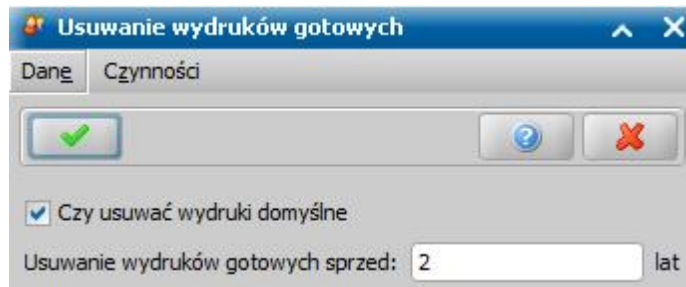 Usuwanie wydruków gotowych
Dane Czynności
Czy usuwać wydruki domyślne
Usuwanie wydruków gotowych sprzed: 2 lat